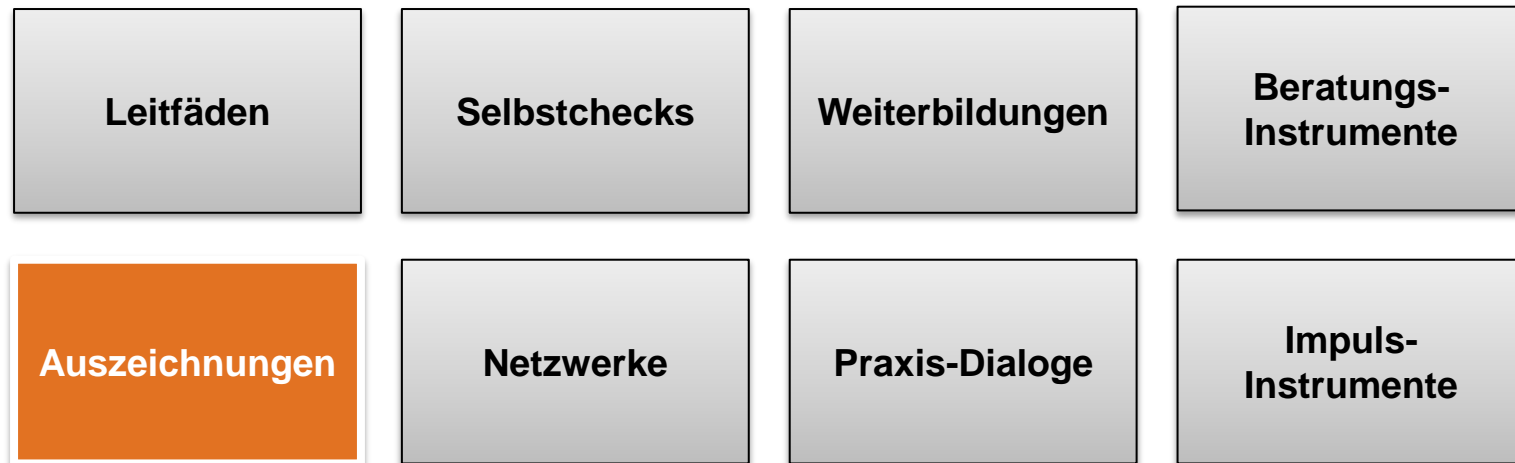 Leitfäden
Selbstchecks
Weiterbildungen
Beratungs-
Instrumente
Auszeichnungen
Netzwerke
Praxis-Dialoge
Impuls-
Instrumente